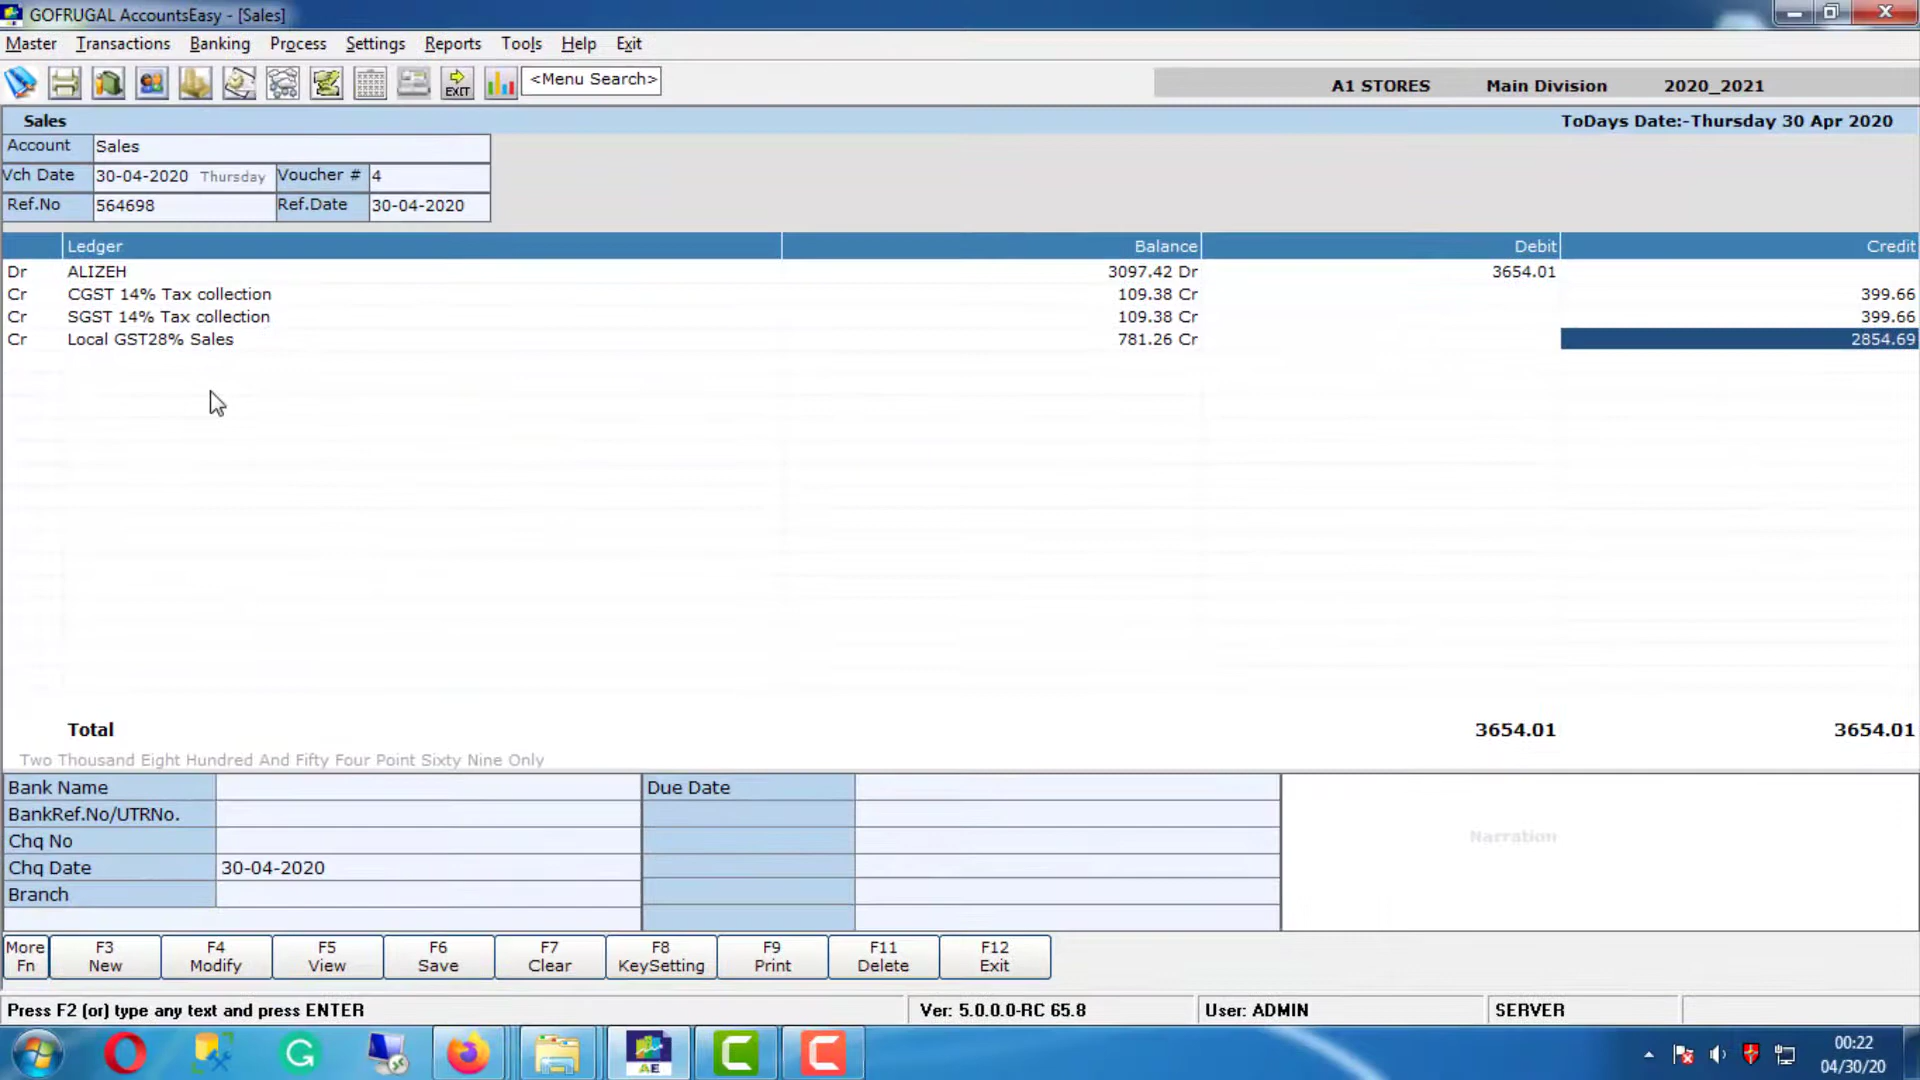 GOFRUGAL AccountsEasy - [Sales]
Master Transactions Banking Process Settings Reports Tools Help Exit
EXIT <Menu Search> A1 STORES Main Division 2020_2021
Sales ToDays Date:-Thursday 30 Apr 2020
Account Sales
Vch Date 30-04-2020 Thursday Voucher # 4
Ref.No 564698 Ref.Date 30-04-2020
Ledger Balance Debit Credit
Dr ALIZEH 3097.42 Dr 3654.01
Cr CGST 14% Tax collection 109.38 Cr 399.66
Cr SGST 14% Tax collection 109.38 Cr 399.66
Cr Local GST28% Sales 781.26 Cr 2854.69
Total 3654.01 3654.01
Two Thousand Eight Hundred And Fifty Four Point Sixty Nine Only
Bank Name Due Date
BankRef.No/UTRNo.
Chq No Narration
Chq Date 30-04-2020
Branch
More F3 F4 F5 F6 F7 F8 F9 F11 F12
Fn New Modify View Save Clear KeySetting Print Delete Exit
Press F2 (or) type any text and press ENTER Ver: 5.0.0.0-RC 65.8 User: ADMIN SERVER
AE 00:22
04/30/20